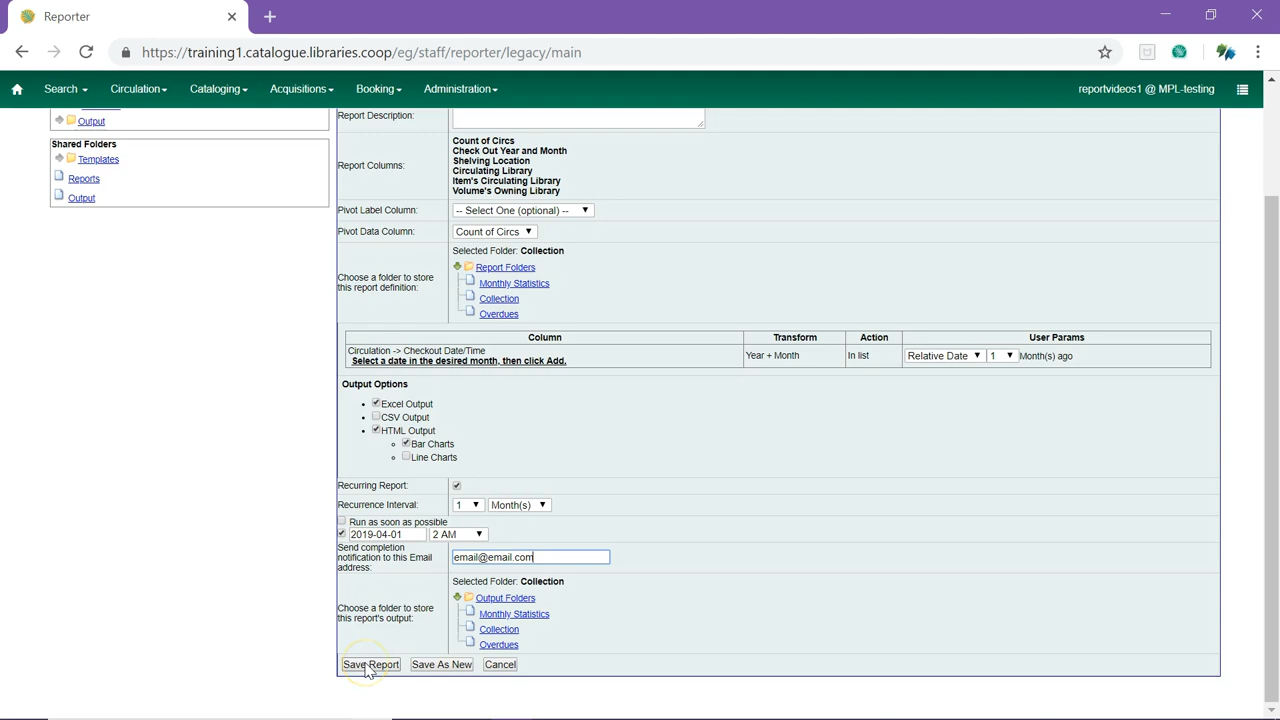 Reporter
https://training1.catalogue.libraries.coop/eg/staff/reporter/legacy/main
Search Circulation Cataloging Acquisitions Booking Administration reportvideos1 @ MPL-testing
Output
Shared Folders
Templates
Reports
Output
Report Description:
Report Columns:
Count of Circs
Check Out Year and Month
Shelving Location
Circulating Library
Item's Circulating Library
Volume's Owning Library
Pivot Label Column: -- Select One (optional) --
Pivot Data Column: Count of Circs
Choose a folder to store
this report definition:
Selected Folder: Collection
Report Folders
Monthly Statistics
Collection
Overdues
Column Transform Action User Params
Circulation -> Checkout Date/Time
Select a date in the desired month, then click Add.
Year + Month In list Relative Date 1 Month(s) ago
Output Options
Excel Output
CSV Output
HTML Output
Bar Charts
Line Charts
Recurring Report:
Recurrence Interval: 1 Month(s)
Run as soon as possible
2019-04-01 2 AM
Send completion
notification to this Email
address:
email@email.com
Choose a folder to store
this report's output:
Selected Folder: Collection
Output Folders
Monthly Statistics
Collection
Overdues
Save Report Save As New Cancel